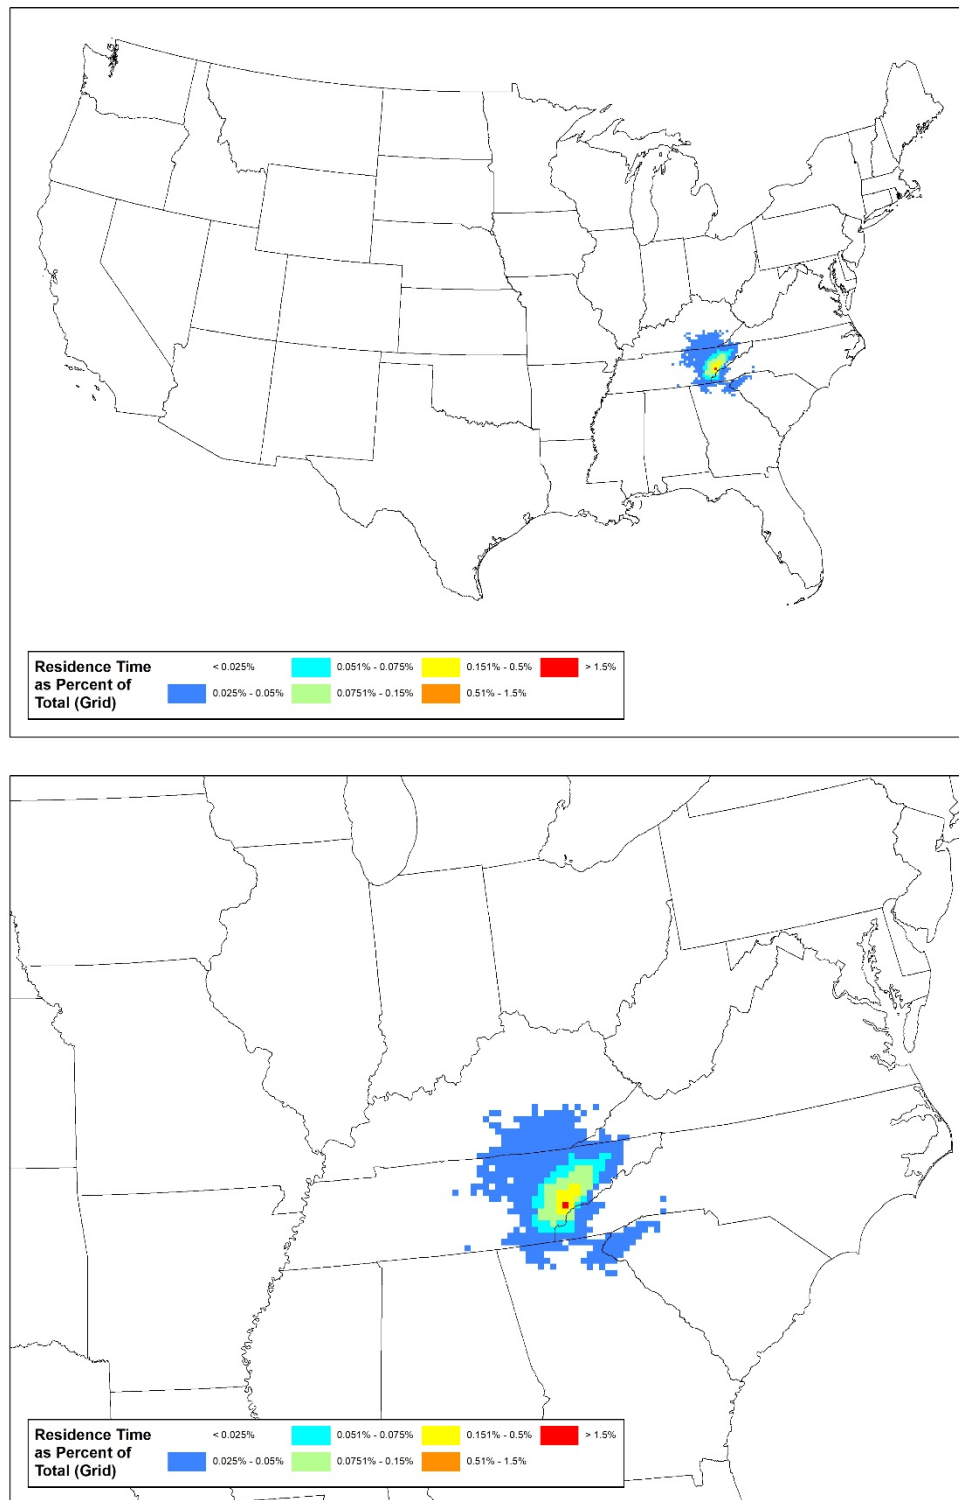 Residence Time
as Percent of
Total (Grid)
< 0.025%
0.051% - 0.075%
0.151% - 0.5%
> 1.5%
0.025% - 0.05%
0.0751% - 0.15%
0.51% - 1.5%
Residence Time
as Percent of
Total (Grid)
< 0.025%
0.051% - 0.075%
0.151% - 0.5%
> 1.5%
0.025% - 0.05%
0.0751% - 0.15%
0.51% - 1.5%